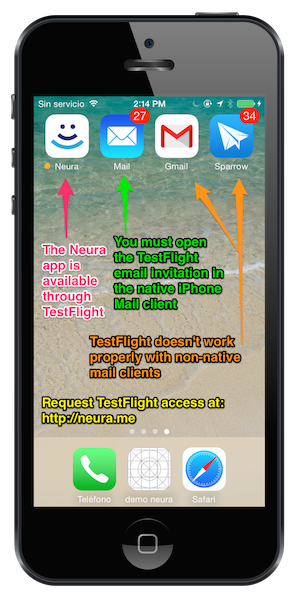 Sin servicio 2:14 PM
27 34
Neura Mail Gmail Sparrow
The Neura
app is
available
through
TestFlight
You must open
the TestFlight
email invitation in
the native iPhone
Mail client
TestFlight doesn't work
properly with non-native
mail clients
Request TestFlight access at:
http://neura.me
Teléfono demo neura Safari